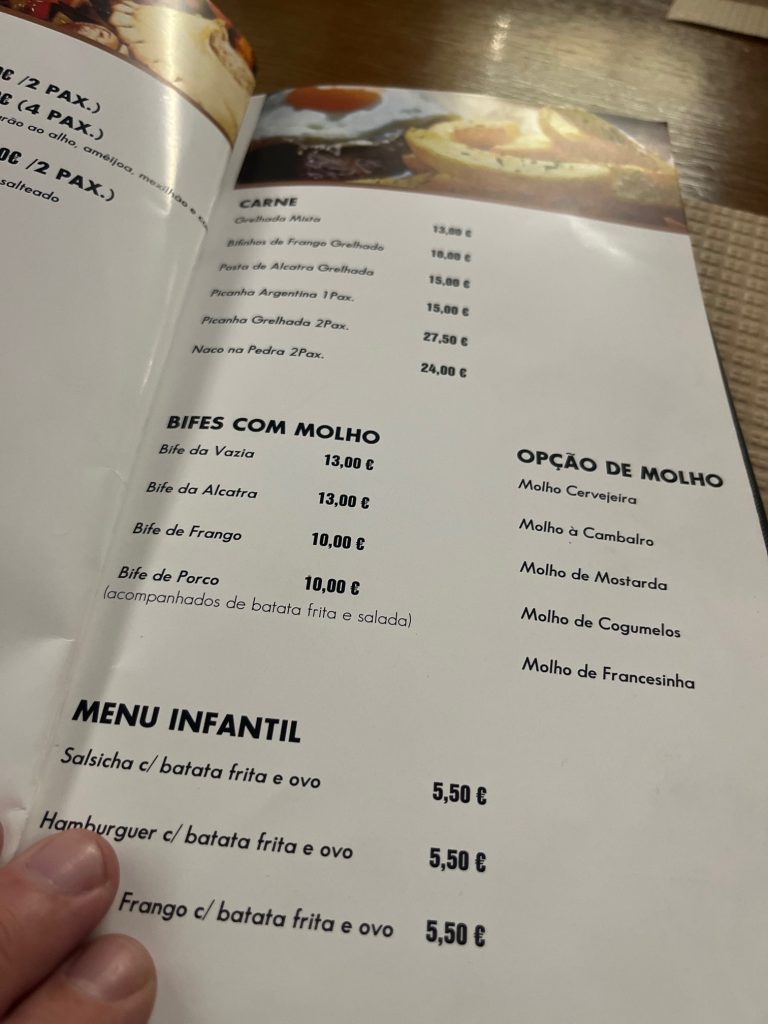 € /2 PAX.)
€ (4 PAX.)
ao alho, amêijoa, mexilhão e
0€ /2 PAX.)
salteado
CARNE
Grelhada Mista 13,00 €
Bifinhos de Frango Grelhado 10,00 €
Posta de Alcatra Grelhada 15,00 €
Picanha Argentina 1Pax. 15,00 €
Picanha Grelhada 2Pax. 27,50 €
Naco na Pedra 2Pax. 24,00 €
BIFES COM MOLHO
Bife da Vazia 13,00 €
Bife da Alcatra 13,00 €
Bife de Frango 10,00 €
Bife de Porco 10,00 €
(acompanhados de batata frita e salada)
OPÇÃO DE MOLHO
Molho Cervejeira
Molho à Cambalro
Molho de Mostarda
Molho de Cogumelos
Molho de Francesinha
MENU INFANTIL
Salsicha c/ batata frita e ovo 5,50 €
Hamburguer c/ batata frita e ovo 5,50 €
Frango c/ batata frita e ovo 5,50 €